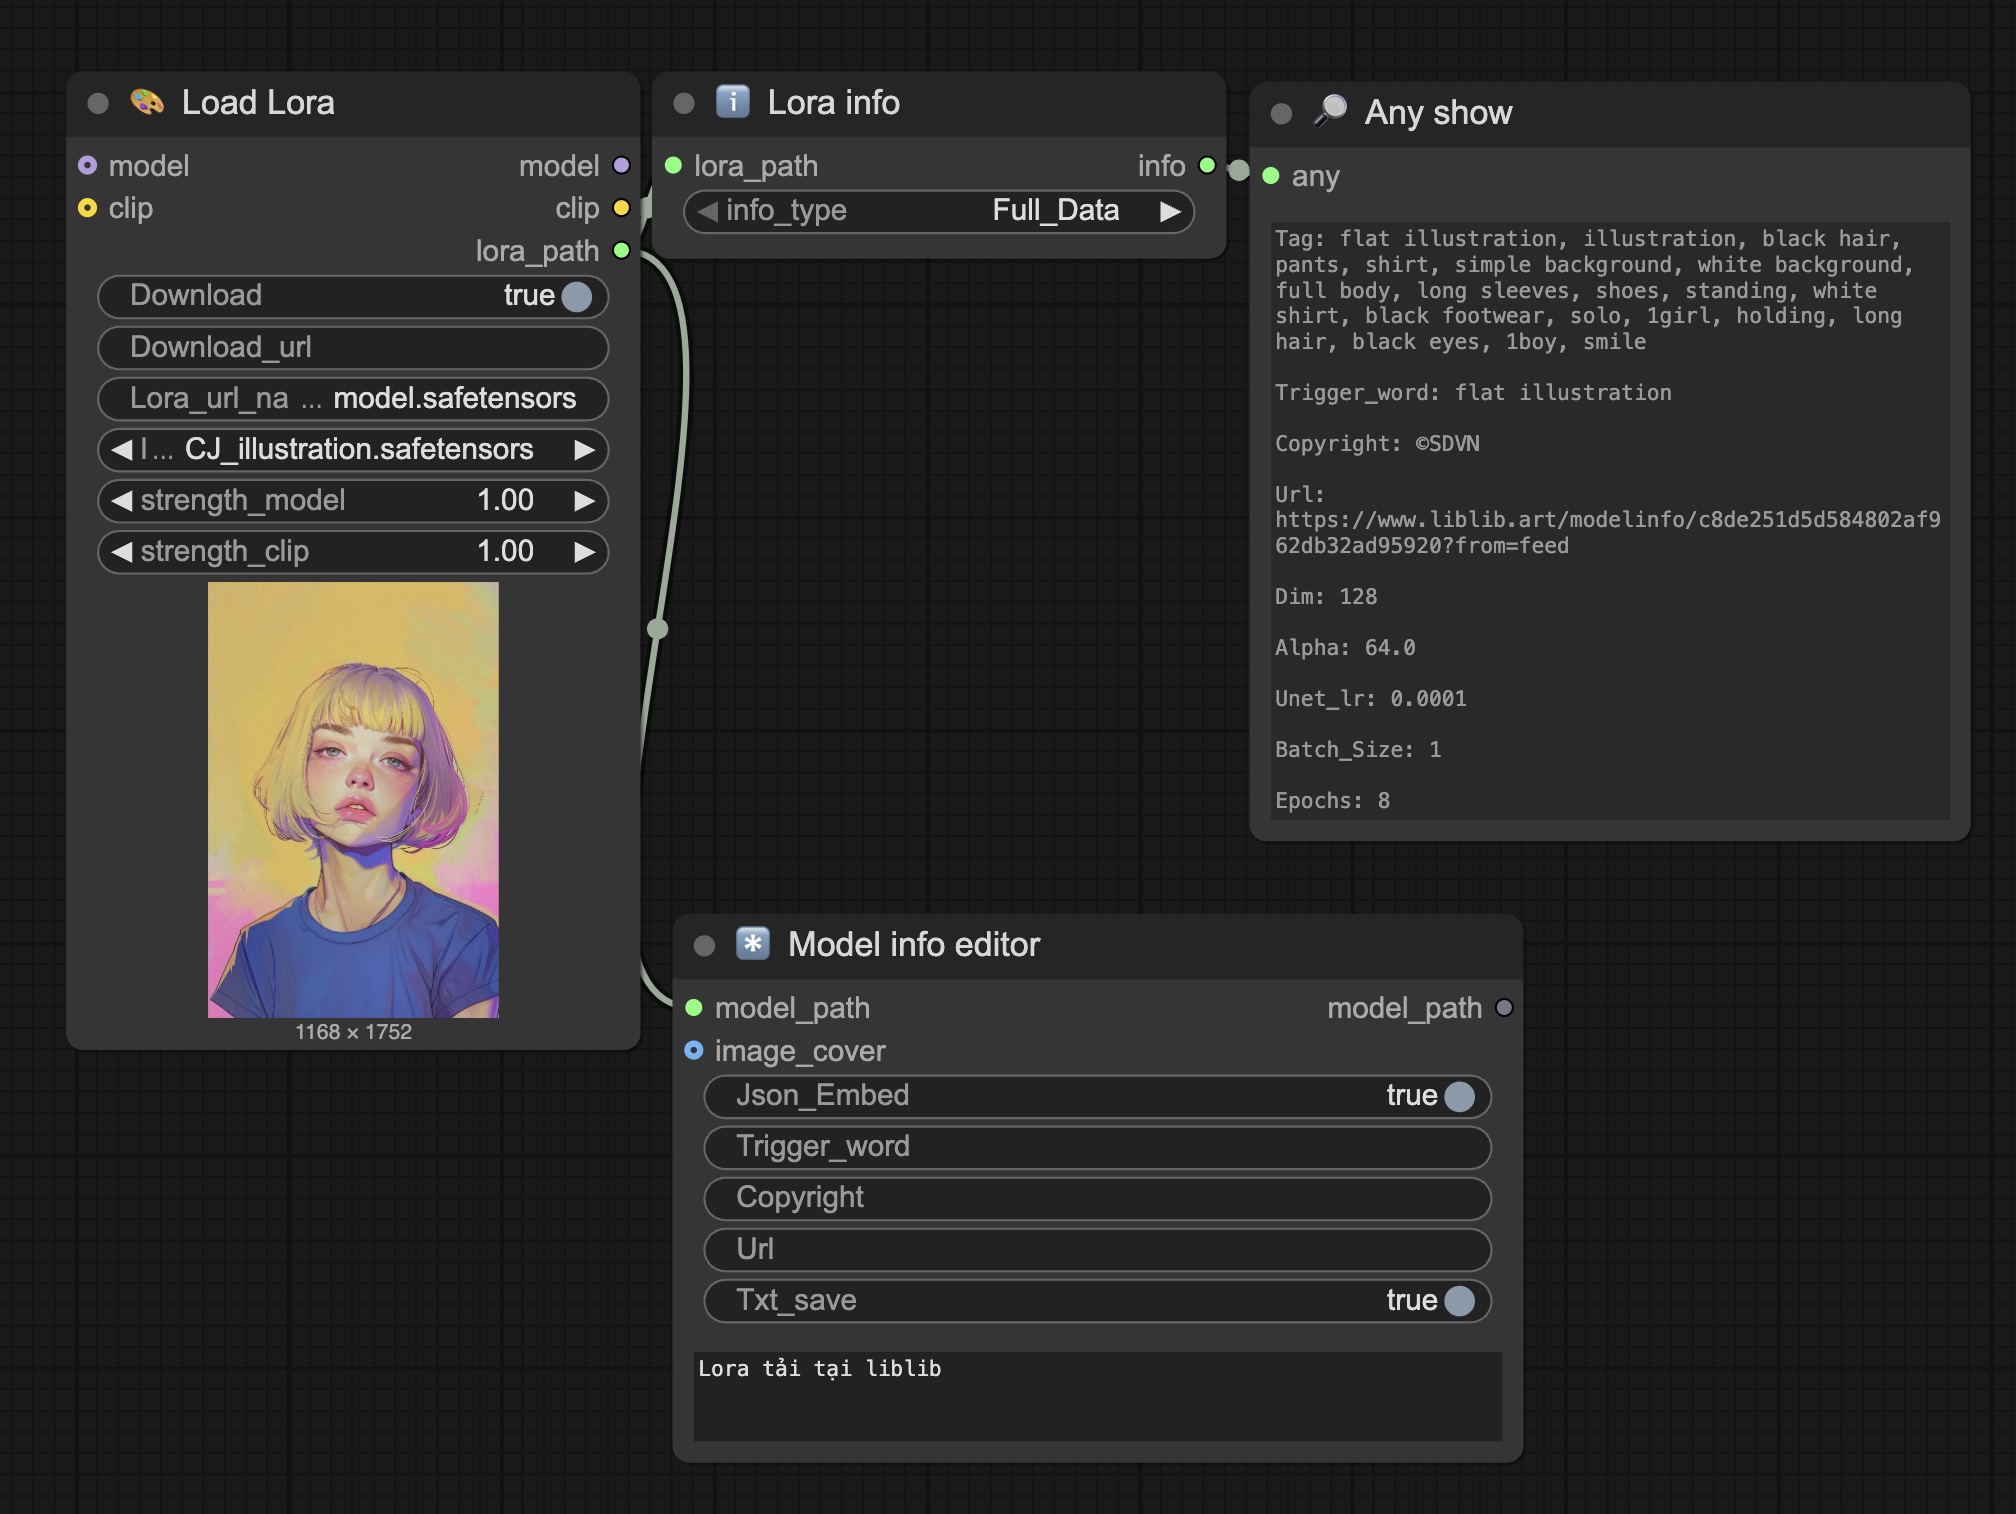 Load Lora
model
model
clip
clip
lora_path
Download
true
Download_url
Lora_url_na ... model.safetensors
l ... CJ_illustration.safetensors
strength_model
1.00
strength_clip
1.00
1168 × 1752
Lora info
lora_path
info
info_type
Full_Data
Any show
any
Tag: flat illustration, illustration, black hair,
pants, shirt, simple background, white background,
full body, long sleeves, shoes, standing, white
shirt, black footwear, solo, 1girl, holding, long
hair, black eyes, 1boy, smile
Trigger_word: flat illustration
Copyright: ©SDVN
Url:
https://www.liblib.art/modelinfo/c8de251d5d584802af9
62db32ad95920?from=feed
Dim: 128
Alpha: 64.0
Unet_lr: 0.0001
Batch_Size: 1
Epochs: 8
Model info editor
model_path
model_path
image_cover
Json_Embed
true
Trigger_word
Copyright
Url
Txt_save
true
Lora tải tại liblib